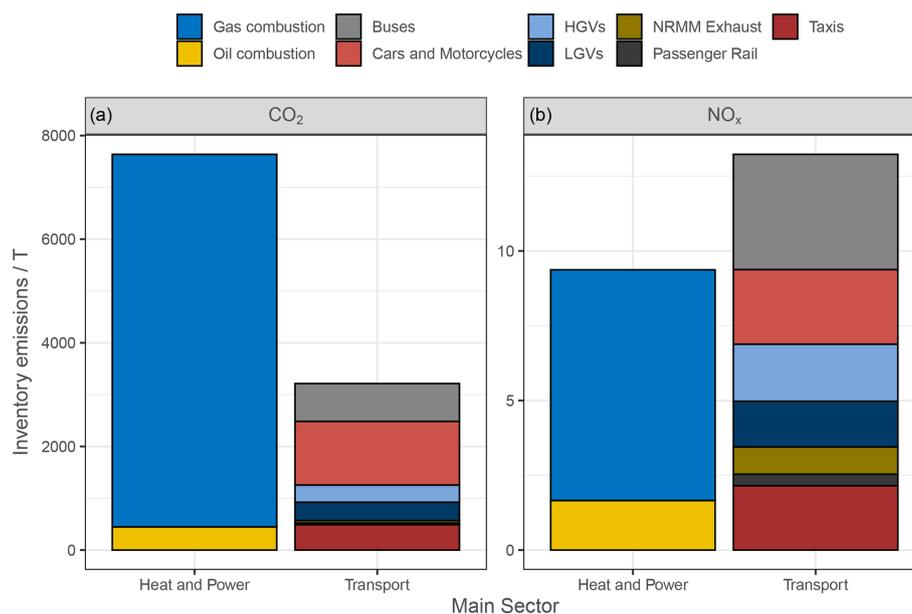 Gas combustion Buses HGVs NRMM Exhaust Taxis
Oil combustion Cars and Motorcycles LGVs Passenger Rail
(a) CO₂ (b) NOₓ
8000
6000
4000
2000
0
10
5
0
Inventory emissions / T
Heat and Power Transport Heat and Power Transport
Main Sector